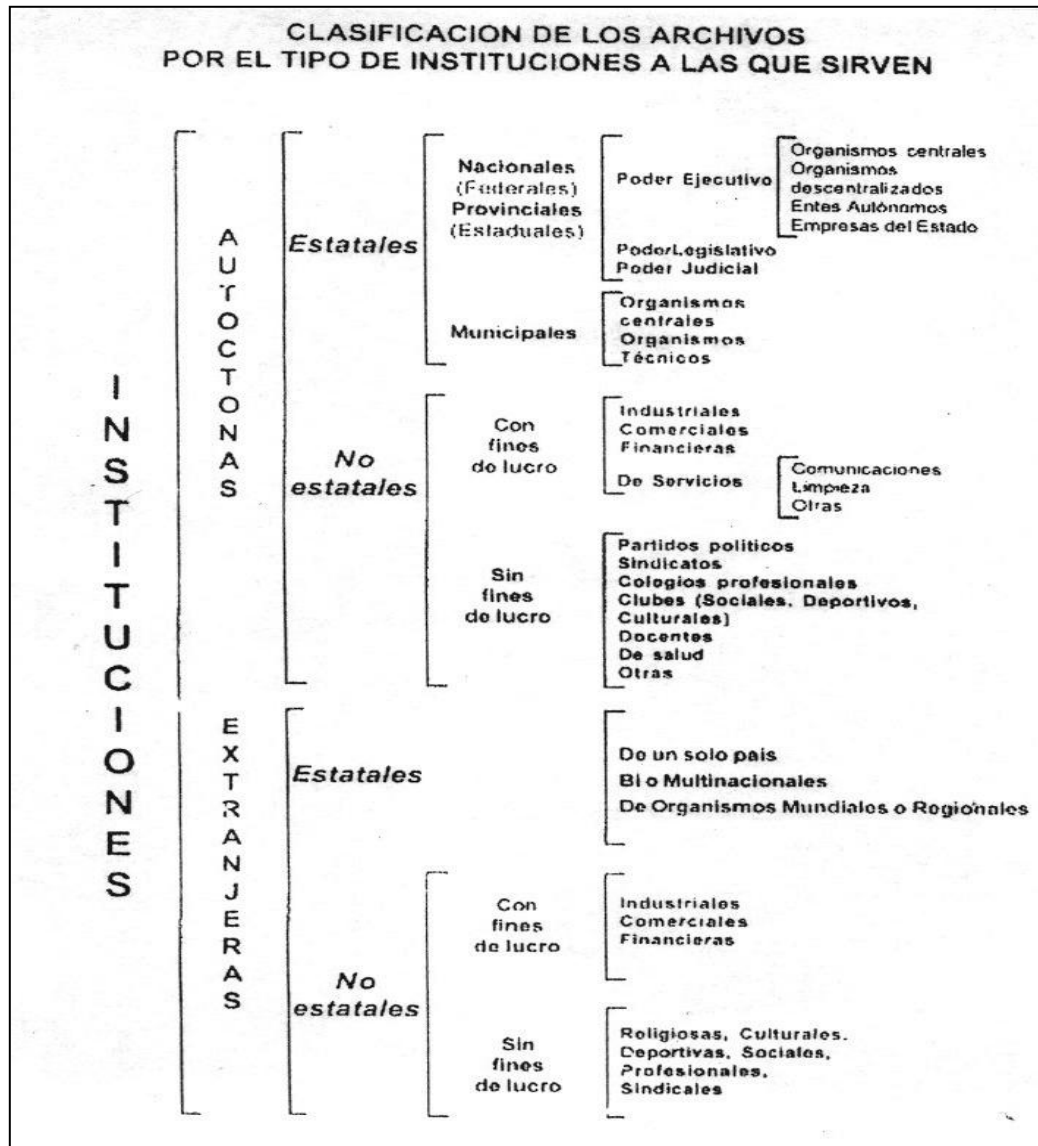 CLASIFICACION DE LOS ARCHIVOS
POR EL TIPO DE INSTITUCIONES A LAS QUE SIRVEN
INSTITUCIONES
AUTOCTONAS
Estatales
Nacionales
(Federales)
Provinciales
(Estaduales)
Poder Ejecutivo
Organismos centrales
Organismos
descentralizados
Entes Autónomos
Empresas del Estado
Poder Legislativo
Poder Judicial
Municipales
Organismos
centrales
Organismos
Técnicos
No
estatales
Con
fines
de lucro
Industriales
Comerciales
Financieras
De Servicios
Comunicaciones
Limpieza
Otras
Sin
fines
de lucro
Partidos políticos
Sindicatos
Colegios profesionales
Clubes (Sociales. Deportivos,
Culturales)
Docentes
De salud
Otras
EXTRANJERAS
Estatales
De un solo país
Bi o Multinacionales
De Organismos Mundiales o Regionales
No
estatales
Con
fines
de lucro
Industriales
Comerciales
Financieras
Sin
fines
de lucro
Religiosas, Culturales.
Deportivas, Sociales,
Profesionales,
Sindicales